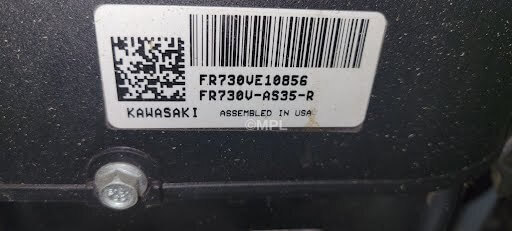 FR730VE10856
FR730V-AS35-R
KAWASAKI ASSEMBLED IN USA
©MPL